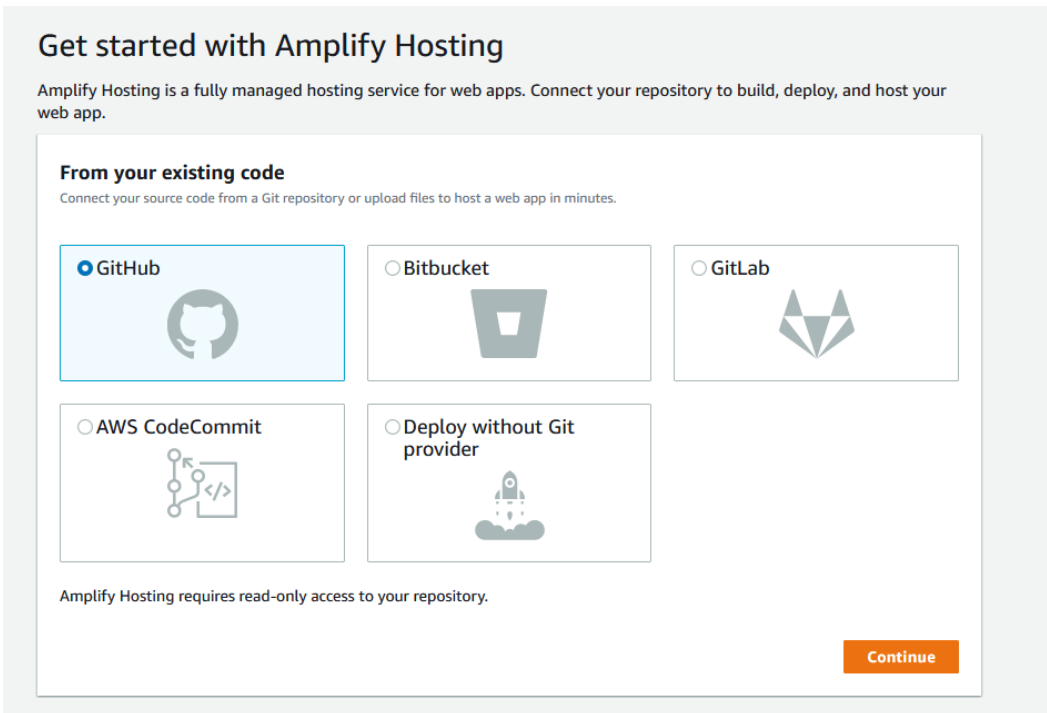 Get started with Amplify Hosting
Amplify Hosting is a fully managed hosting service for web apps. Connect your repository to build, deploy, and host your
web app.
From your existing code
Connect your source code from a Git repository or upload files to host a web app in minutes.
GitHub
Bitbucket
GitLab
AWS CodeCommit
Deploy without Git
provider
</>
Amplify Hosting requires read-only access to your repository.
Continue